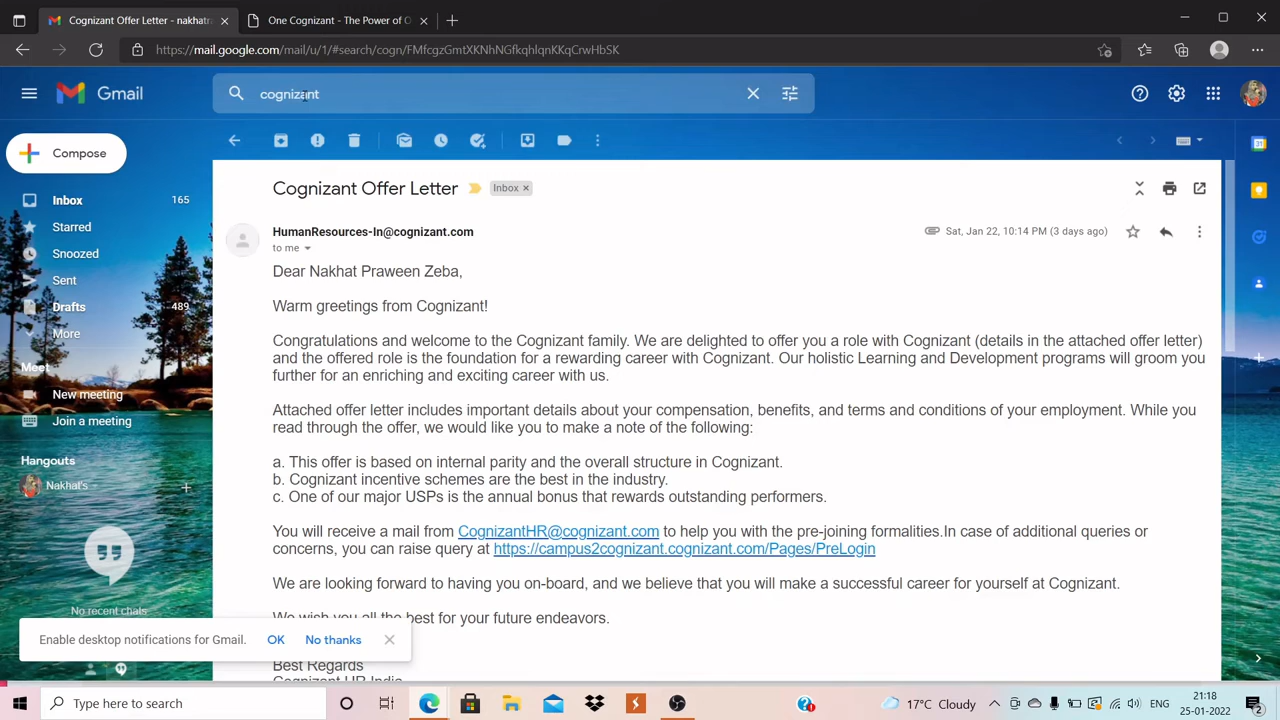 Cognizant Offer Letter - nakhat
One Cognizant - The Power of O
https://mail.google.com/mail/u/1/#search/cogn/FMfcgzGmtXKNhNGfkqhlqnKKqCrwHbSK
Gmail
cognizant
Compose
Inbox 165
Starred
Snoozed
Sent
Drafts 489
More
Meet
New meeting
Join a meeting
Hangouts
Nakhat's
No recent chats
Cognizant Offer Letter
Inbox ×
HumanResources-In@cognizant.com
Sat, Jan 22, 10:14 PM (3 days ago)
to me
Dear Nakhat Praween Zeba,
Warm greetings from Cognizant!
Congratulations and welcome to the Cognizant family. We are delighted to offer you a role with Cognizant (details in the attached offer letter)
and the offered role is the foundation for a rewarding career with Cognizant. Our holistic Learning and Development programs will groom you
further for an enriching and exciting career with us.
Attached offer letter includes important details about your compensation, benefits, and terms and conditions of your employment. While you
read through the offer, we would like you to make a note of the following:
a. This offer is based on internal parity and the overall structure in Cognizant.
b. Cognizant incentive schemes are the best in the industry.
c. One of our major USPs is the annual bonus that rewards outstanding performers.
You will receive a mail from CognizantHR@cognizant.com to help you with the pre-joining formalities.In case of additional queries or
concerns, you can raise query at https://campus2cognizant.cognizant.com/Pages/PreLogin
We are looking forward to having you on-board, and we believe that you will make a successful career for yourself at Cognizant.
We wish you all the best for your future endeavors.
Best Regards
Cognizant HR India
Enable desktop notifications for Gmail. OK No thanks
31
Type here to search
17°C Cloudy
ENG
21:18
25-01-2022
2